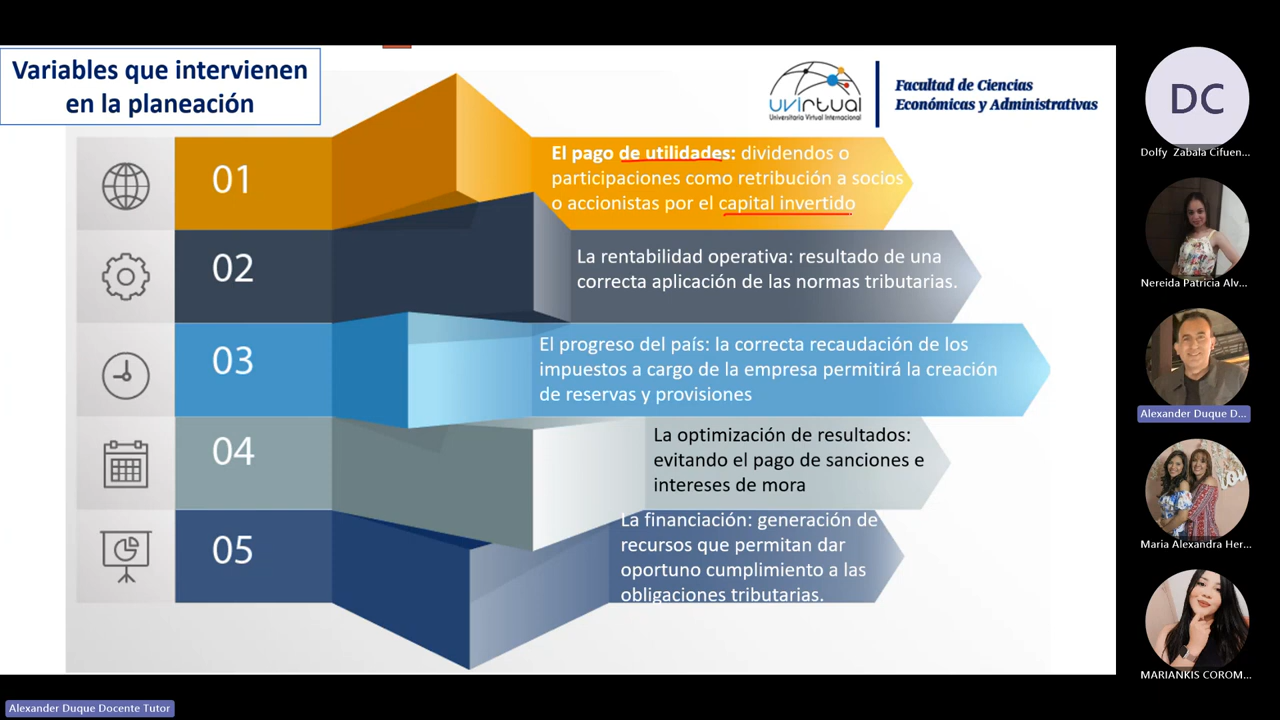 Variables que intervienen
en la planeación
uvirtual
Universitaria Virtual Internacional
Facultad de Ciencias
Económicas y Administrativas
01
El pago de utilidades: dividendos o
participaciones como retribución a socios
o accionistas por el capital invertido
02
La rentabilidad operativa: resultado de una
correcta aplicación de las normas tributarias.
03
El progreso del país: la correcta recaudación de los
impuestos a cargo de la empresa permitirá la creación
de reservas y provisiones
04
La optimización de resultados:
evitando el pago de sanciones e
intereses de mora
05
La financiación: generación de
recursos que permitan dar
oportuno cumplimiento a las
obligaciones tributarias.
DC
Dolfy Zabala Cifuen...
Nereida Patricia Alv...
Alexander Duque D...
Maria Alexandra Her...
MARIANKIS COROM...
Alexander Duque Docente Tutor